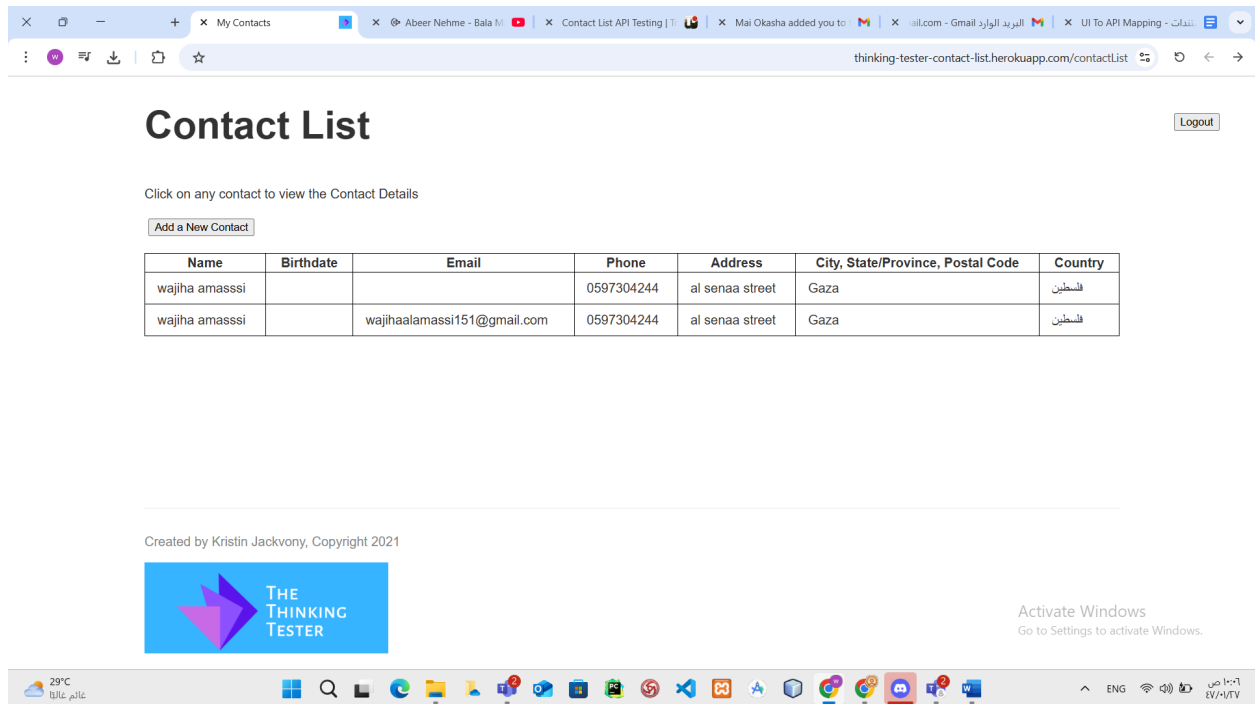 My Contacts
Abeer Nehme - Bala M
Contact List API Testing | T
Mai Okasha added you to
ail.com - Gmail البريد الوارد
UI To API Mapping -
thinking-tester-contact-list.herokuapp.com/contactList
Contact List
Logout
Click on any contact to view the Contact Details
Add a New Contact
Name Birthdate Email Phone Address City, State/Province, Postal Code Country
wajiha amasssi 0597304244 al senaa street Gaza فلسطين
wajiha amasssi wajihaalamassi151@gmail.com 0597304244 al senaa street Gaza فلسطين
Created by Kristin Jackvony, Copyright 2021
THE
THINKING
TESTER
Activate Windows
Go to Settings to activate Windows.
29°C
غائم غالبًا
ENG
١٠:٠٦ ص
٤٧/٠١/٢٧